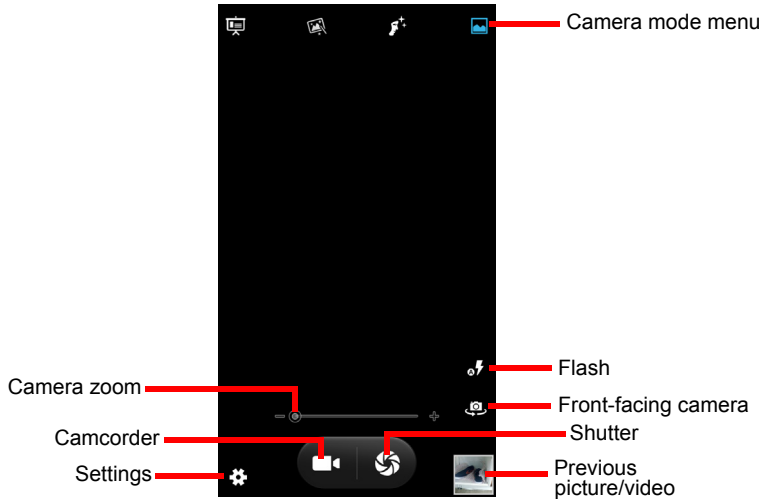 Camera mode menu
Flash
Camera zoom
Front-facing camera
Camcorder
Shutter
Settings
Previous
picture/video